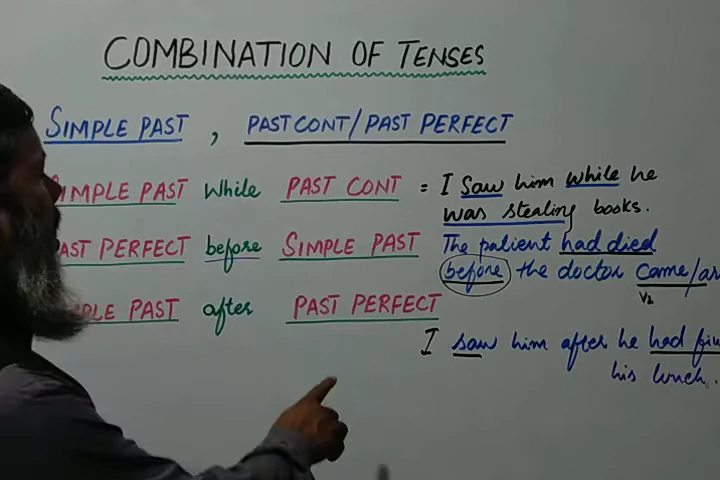 COMBINATION OF TENSES
SIMPLE PAST , PAST CONT/PAST PERFECT
SIMPLE PAST While PAST CONT = I Saw him while he
was stealing books.
PAST PERFECT before SIMPLE PAST The patient had died
before the doctor Came/
V2
PAST after PAST PERFECT
I saw him after he had
his lunch.